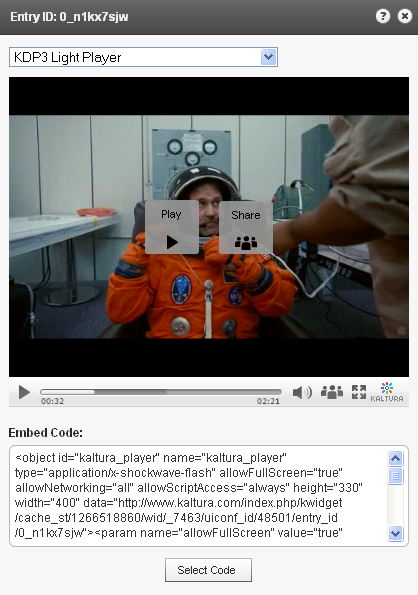 Entry ID: 0_n1kx7sjw
?
KDP3 Light Player
Play
Share
00:32
02:21
KALTURA
Embed Code:
<object id="kaltura_player" name="kaltura_player"
type="application/x-shockwave-flash" allowFullScreen="true"
allowNetworking="all" allowScriptAccess="always" height="330"
width="400" data="http://www.kaltura.com/index.php/kwidget
/cache_st/1266518860/wid/_7463/uiconf_id/48501/entry_id
/0_n1kx7sjw"><param name="allowFullScreen" value="true"
Select Code